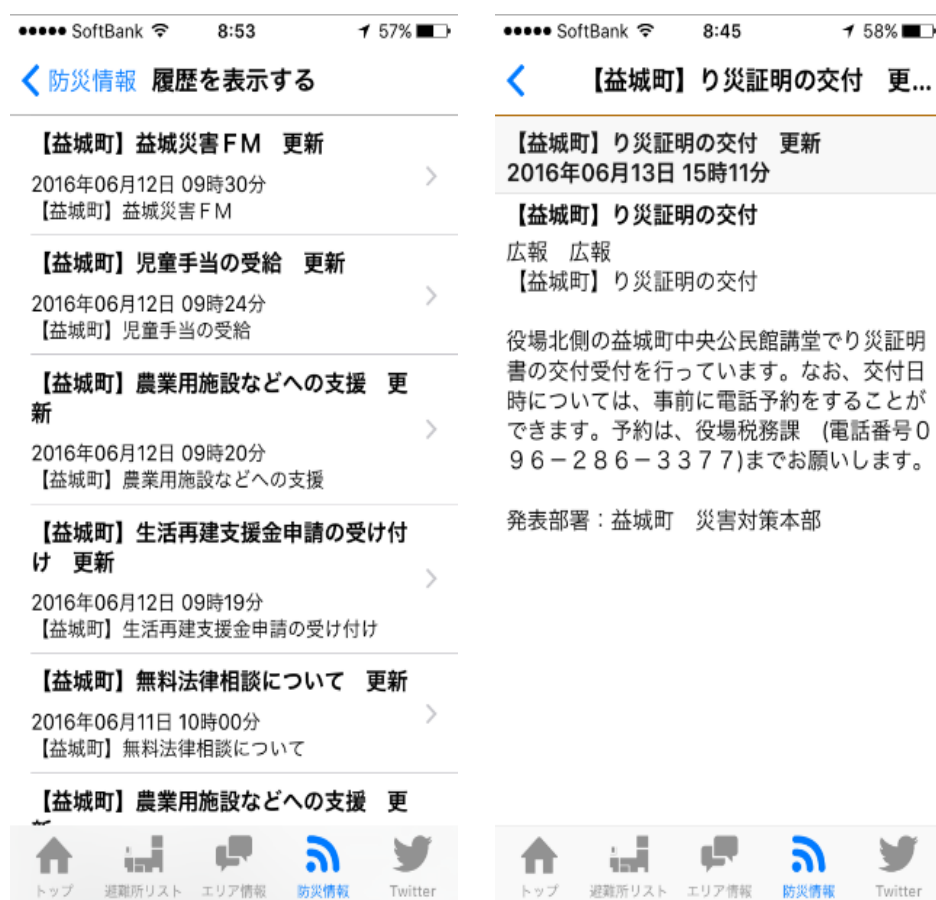 ●●●●● SoftBank 8:53 57%
防災情報 履歴を表示する
【益城町】益城災害ＦＭ　更新
2016年06月12日 09時30分
【益城町】益城災害ＦＭ
【益城町】児童手当の受給　更新
2016年06月12日 09時24分
【益城町】児童手当の受給
【益城町】農業用施設などへの支援　更
新
2016年06月12日 09時20分
【益城町】農業用施設などへの支援
【益城町】生活再建支援金申請の受け付
け　更新
2016年06月12日 09時19分
【益城町】生活再建支援金申請の受け付け
【益城町】無料法律相談について　更新
2016年06月11日 10時00分
【益城町】無料法律相談について
【益城町】農業用施設などへの支援　更
トップ 避難所リスト エリア情報 防災情報 Twitter
●●●●● SoftBank 8:45 58%
【益城町】り災証明の交付　更...
【益城町】り災証明の交付　更新
2016年06月13日 15時11分
【益城町】り災証明の交付
広報　広報
【益城町】り災証明の交付
役場北側の益城町中央公民館講堂でり災証明
書の交付受付を行っています。なお、交付日
時については、事前に電話予約をすることが
できます。予約は、役場税務課　(電話番号０
９６－２８６－３３７７)までお願いします。
発表部署：益城町　災害対策本部
トップ 避難所リスト エリア情報 防災情報 Twitter